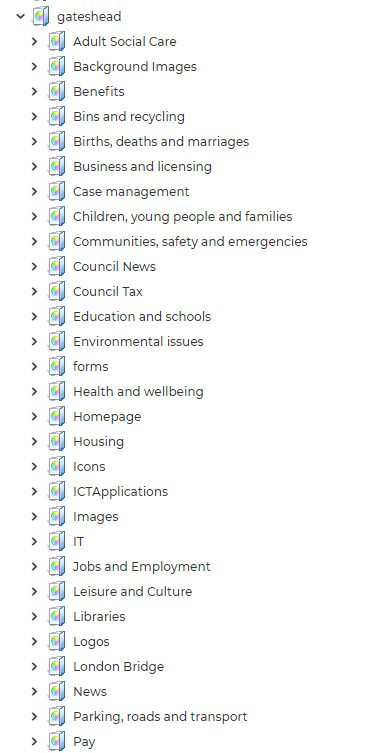 gateshead
Adult Social Care
Background Images
Benefits
Bins and recycling
Births, deaths and marriages
Business and licensing
Case management
Children, young people and families
Communities, safety and emergencies
Council News
Council Tax
Education and schools
Environmental issues
forms
Health and wellbeing
Homepage
Housing
Icons
ICTApplications
Images
IT
Jobs and Employment
Leisure and Culture
Libraries
Logos
London Bridge
News
Parking, roads and transport
Pay